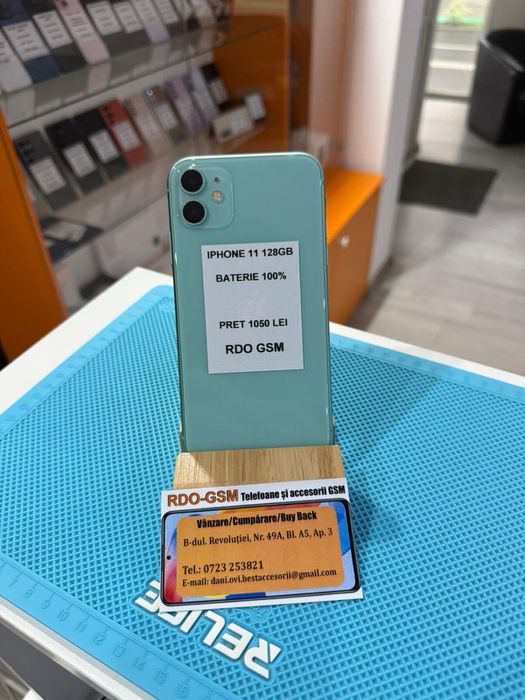 IPHONE 11 128GB
BATERIE 100%
PRET 1050 LEI
RDO GSM
RDO-GSM Telefoane și accesorii GSM
Vânzare/Cumpărare/Buy Back
B-dul. Revoluției, Nr. 49A, Bl. A5, Ap. 3
Tel.: 0723 253821
E-mail: dani.ovi.bestaccesorii@gmail.com
RELIFE